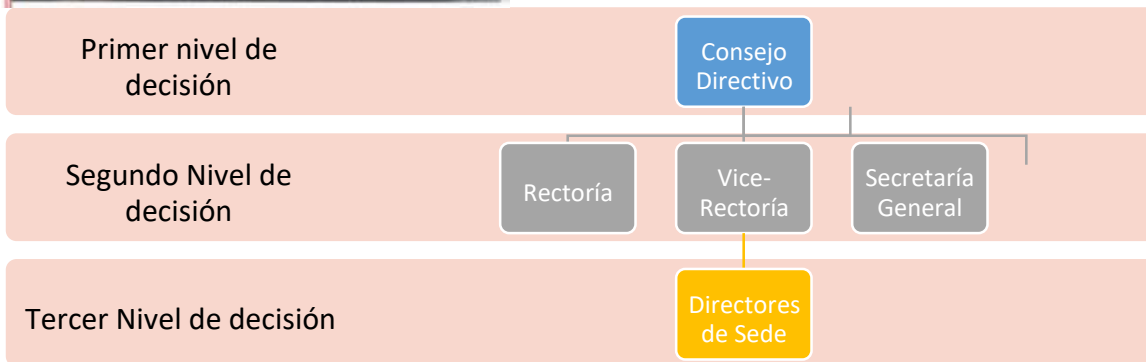 Primer nivel de
decisión
Consejo
Directivo
Segundo Nivel de
decisión
Rectoría
Vice-
Rectoría
Secretaría
General
Tercer Nivel de decisión
Directores
de Sede